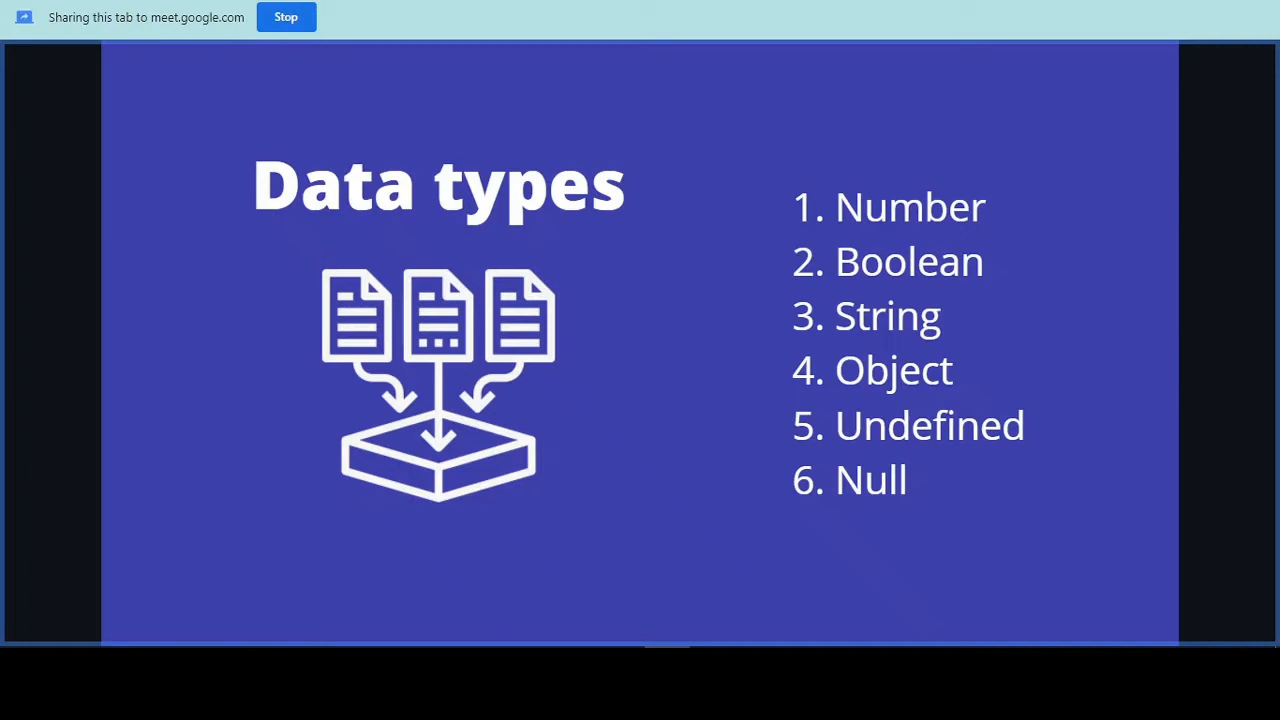 Sharing this tab to meet.google.com
Stop
Data types
1. Number
2. Boolean
3. String
4. Object
5. Undefined
6. Null